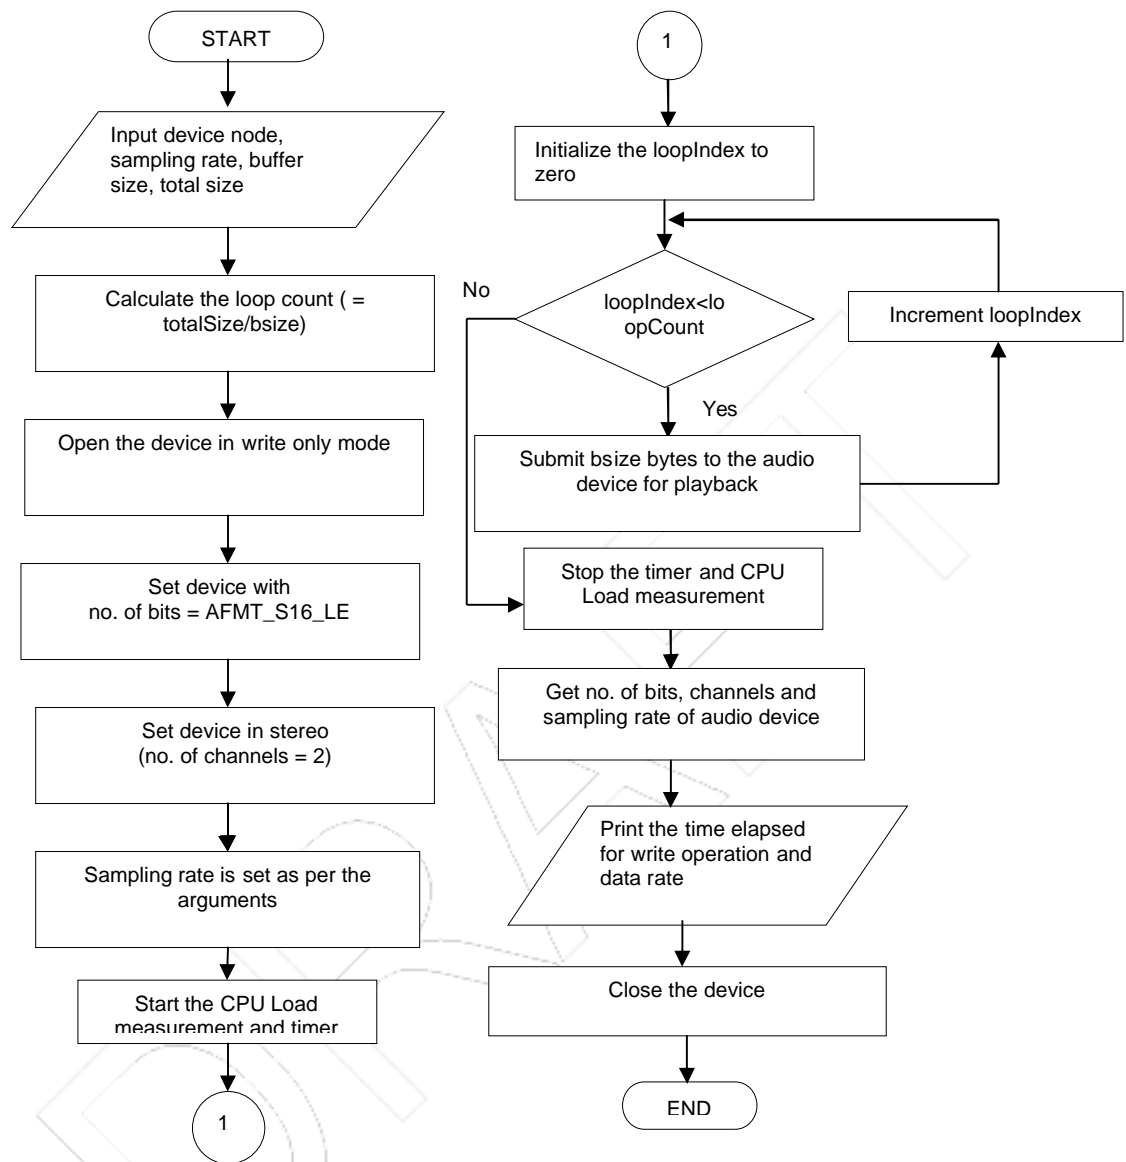 START
Input device node,
sampling rate, buffer
size, total size
Calculate the loop count ( =
totalSize/bsize)
Open the device in write only mode
Set device with
no. of bits = AFMT_S16_LE
Set device in stereo
(no. of channels = 2)
Sampling rate is set as per the
arguments
Start the CPU Load
measurement and timer
1
1
Initialize the loopIndex to
zero
loopIndex<lo
opCount
No
Yes
Increment loopIndex
Submit bsize bytes to the audio
device for playback
Stop the timer and CPU
Load measurement
Get no. of bits, channels and
sampling rate of audio device
Print the time elapsed
for write operation and
data rate
Close the device
END
DRAFT